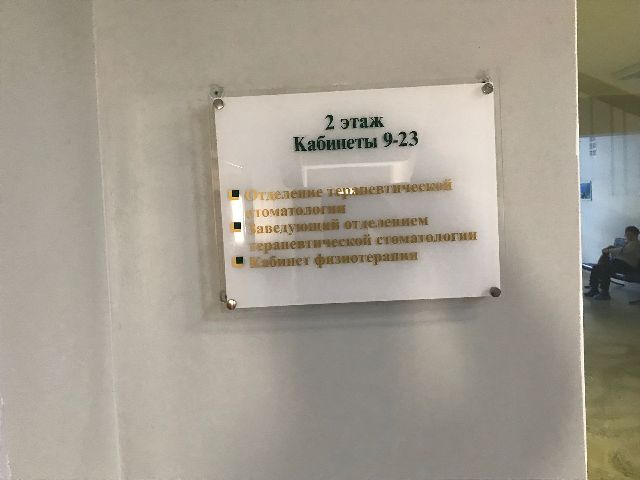 2 этаж
Кабинеты 9-23
Отделение терапевтической
стоматологии
Заведующий отделением
терапевтической стоматологии
Кабинет физиотерапии